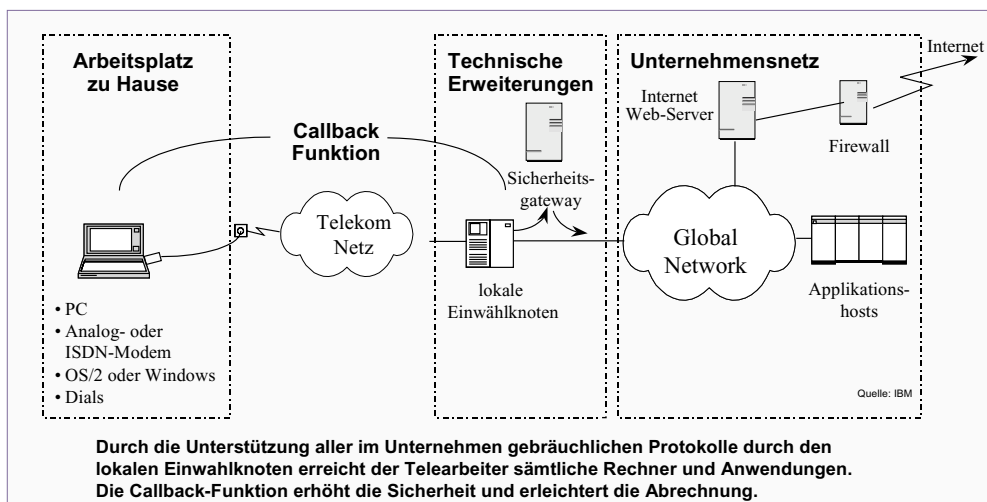 Arbeitsplatz
zu Hause
Callback
Funktion
Telekom
Netz
• PC
• Analog- oder
ISDN-Modem
• OS/2 oder Windows
• Dials
Technische
Erweiterungen
Sicherheits-
gateway
lokale
Einwählknoten
Unternehmensnetz
Internet
Internet
Web-Server
Firewall
Global
Network
Applikations-
hosts
Quelle: IBM
Durch die Unterstützung aller im Unternehmen gebräuchlichen Protokolle durch den
lokalen Einwahlknoten erreicht der Telearbeiter sämtliche Rechner und Anwendungen.
Die Callback-Funktion erhöht die Sicherheit und erleichtert die Abrechnung.